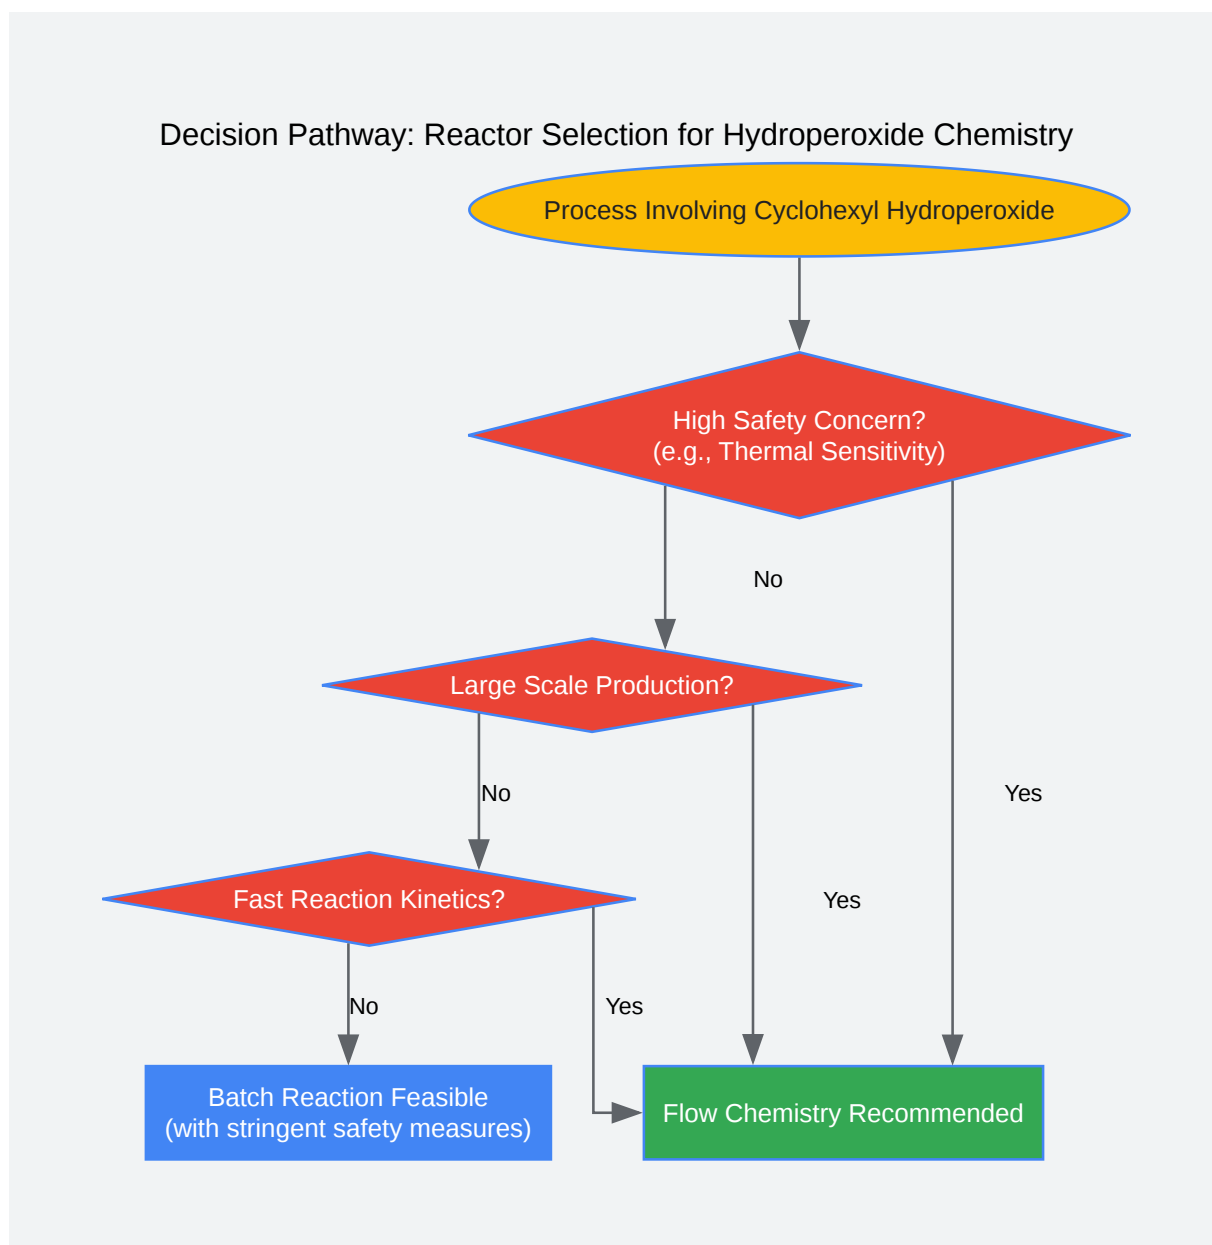 Decision Pathway: Reactor Selection for Hydroperoxide Chemistry
Process Involving Cyclohexyl Hydroperoxide
High Safety Concern?
(e.g., Thermal Sensitivity)
No
Large Scale Production?
No
Yes
Fast Reaction Kinetics?
Yes
No
Yes
Batch Reaction Feasible
(with stringent safety measures)
Flow Chemistry Recommended